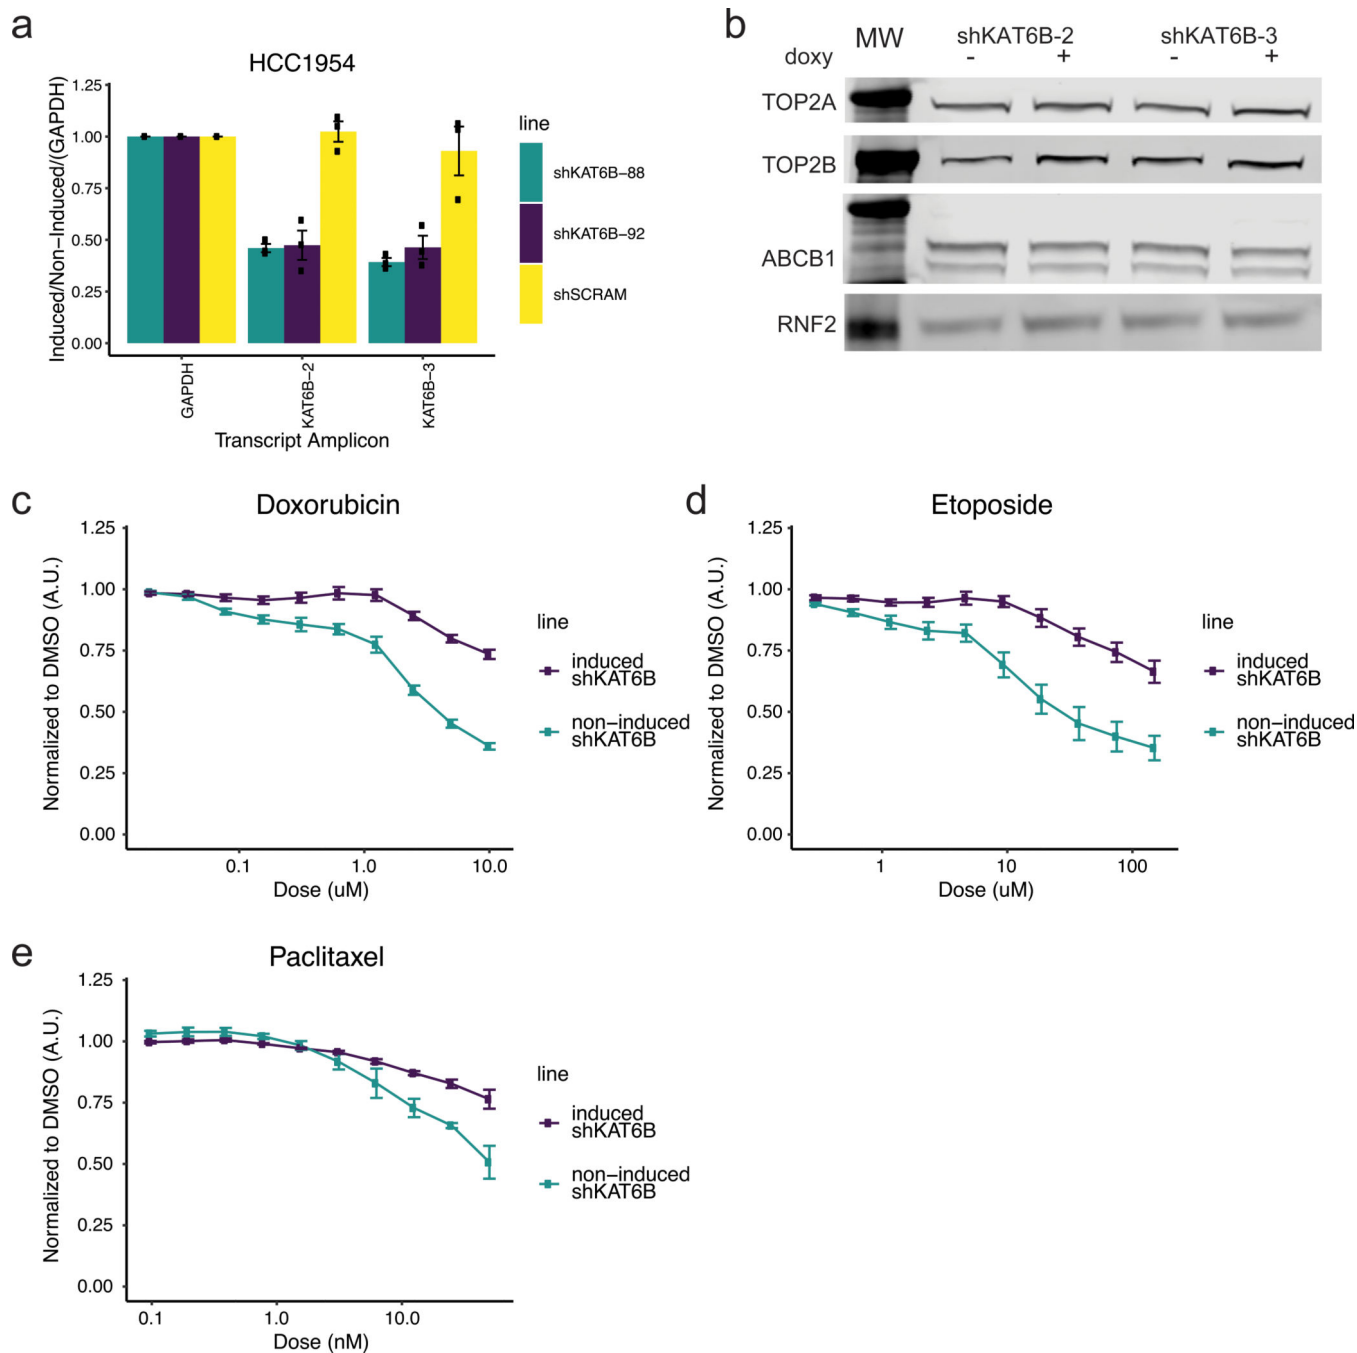 a
HCC1954
Induced/Non-Induced/(GAPDH)
1.25
1.00
0.75
0.50
0.25
0.00
GAPDH
KAT6B-2
KAT6B-3
Transcript Amplicon
line
shKAT6B-88
shKAT6B-92
shSCRAM
b
MW
shKAT6B-2
shKAT6B-3
doxy
- + - +
TOP2A
TOP2B
ABCB1
RNF2
c
Doxorubicin
Normalized to DMSO (A.U.)
1.25
1.00
0.75
0.50
0.25
0.00
0.1 1.0 10.0
Dose (uM)
line
induced
shKAT6B
non-induced
shKAT6B
d
Etoposide
Normalized to DMSO (A.U.)
1.25
1.00
0.75
0.50
0.25
0.00
1 10 100
Dose (uM)
line
induced
shKAT6B
non-induced
shKAT6B
e
Paclitaxel
Normalized to DMSO (A.U.)
1.25
1.00
0.75
0.50
0.25
0.00
0.1 1.0 10.0
Dose (nM)
line
induced
shKAT6B
non-induced
shKAT6B